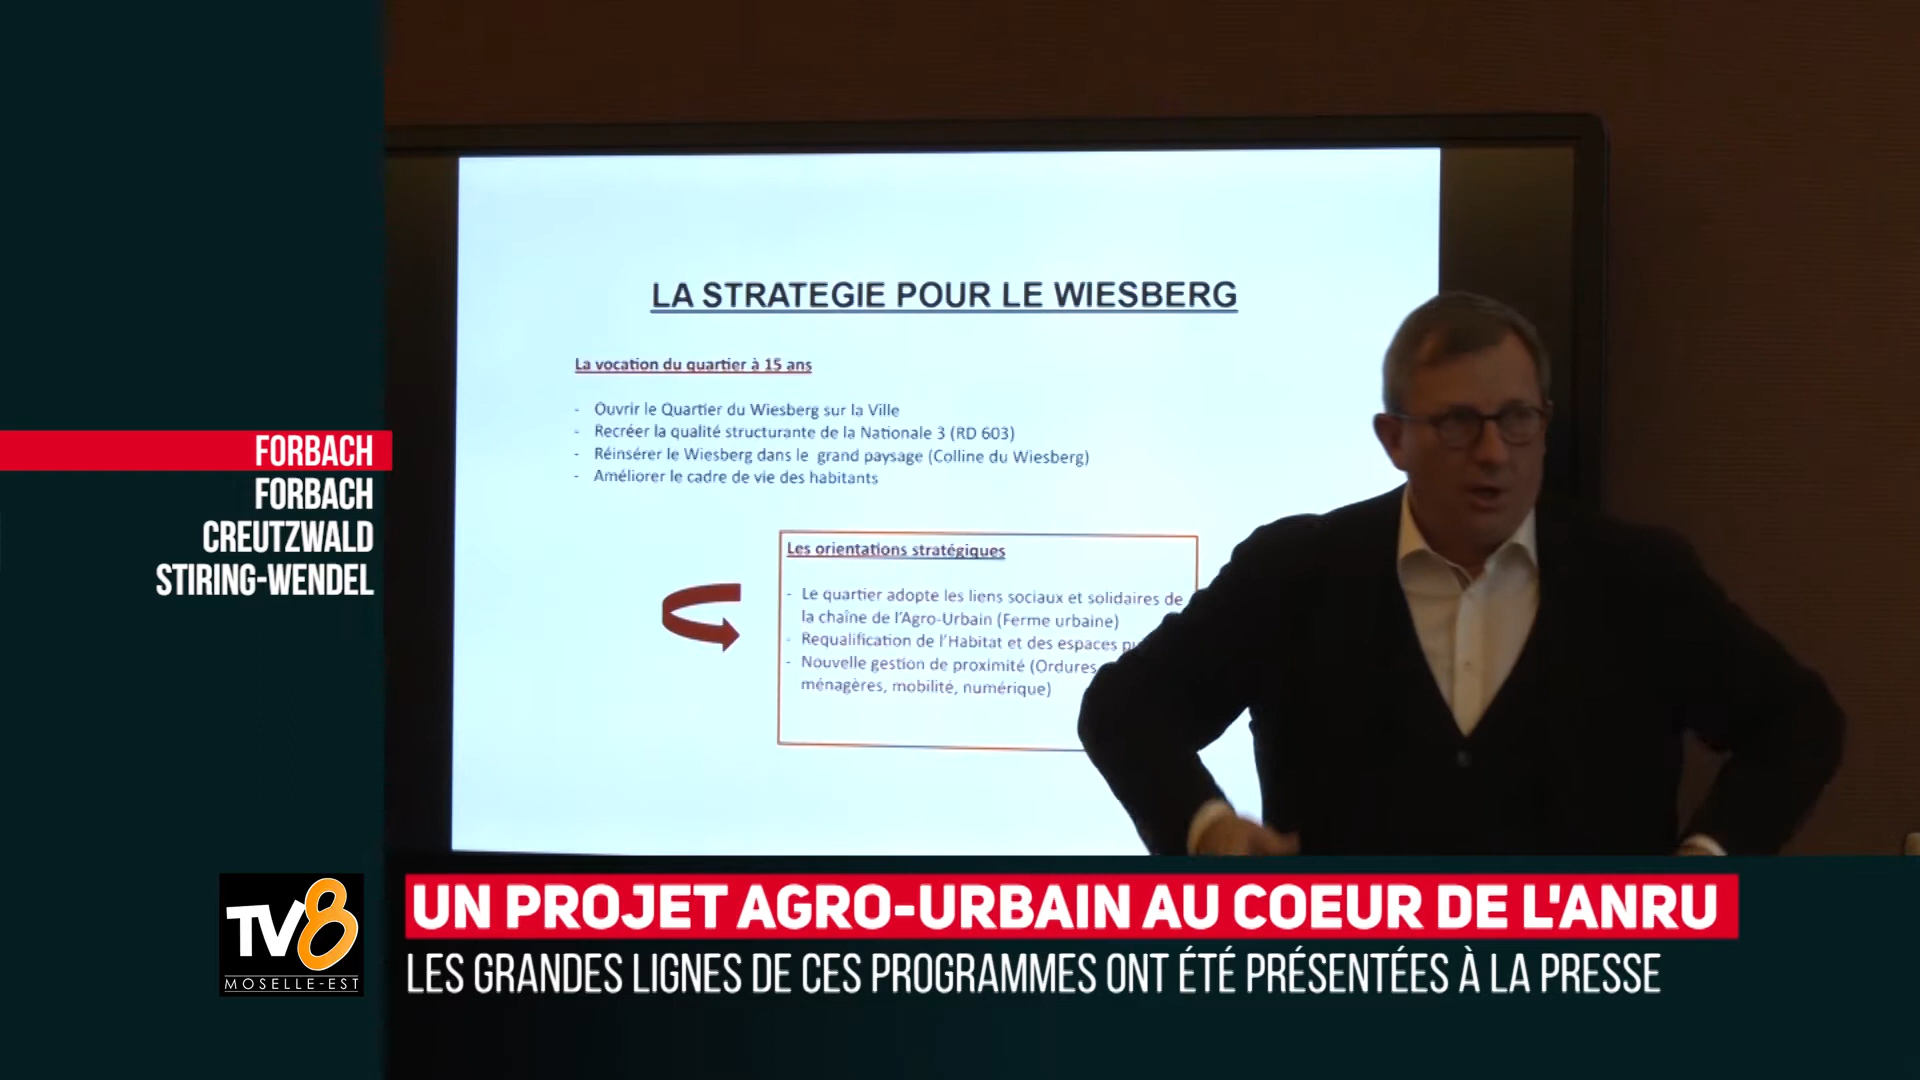 LA STRATEGIE POUR LE WIESBERG
La vocation du quartier à 15 ans
- Ouvrir le Quartier du Wiesberg sur la Ville
- Recréer la qualité structurante de la Nationale 3 (RD 603)
- Réinsérer le Wiesberg dans le grand paysage (Colline du Wiesberg)
- Améliorer le cadre de vie des habitants
Les orientations stratégiques
- Le quartier adopte les liens sociaux et solidaires de
la chaîne de l'Agro-Urbain (Ferme urbaine)
- Requalification de l'Habitat et des espaces
- Nouvelle gestion de proximité (Ordures
ménagères, mobilité, numérique)
FORBACH
FORBACH
CREUTZWALD
STIRING-WENDEL
TV8
MOSELLE-EST
UN PROJET AGRO-URBAIN AU COEUR DE L'ANRU
LES GRANDES LIGNES DE CES PROGRAMMES ONT ÉTÉ PRÉSENTÉES À LA PRESSE